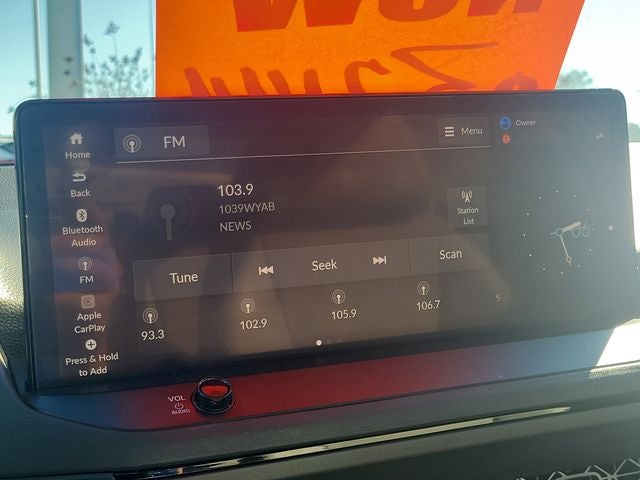 Home
FM
Menu
Owner
Back
103.9
1039WYAB
NEWS
Station
List
Bluetooth
Audio
FM
Tune
Seek
Scan
Apple
CarPlay
93.3
102.9
105.9
106.7
Press & Hold
to Add
VOL
AUDIO